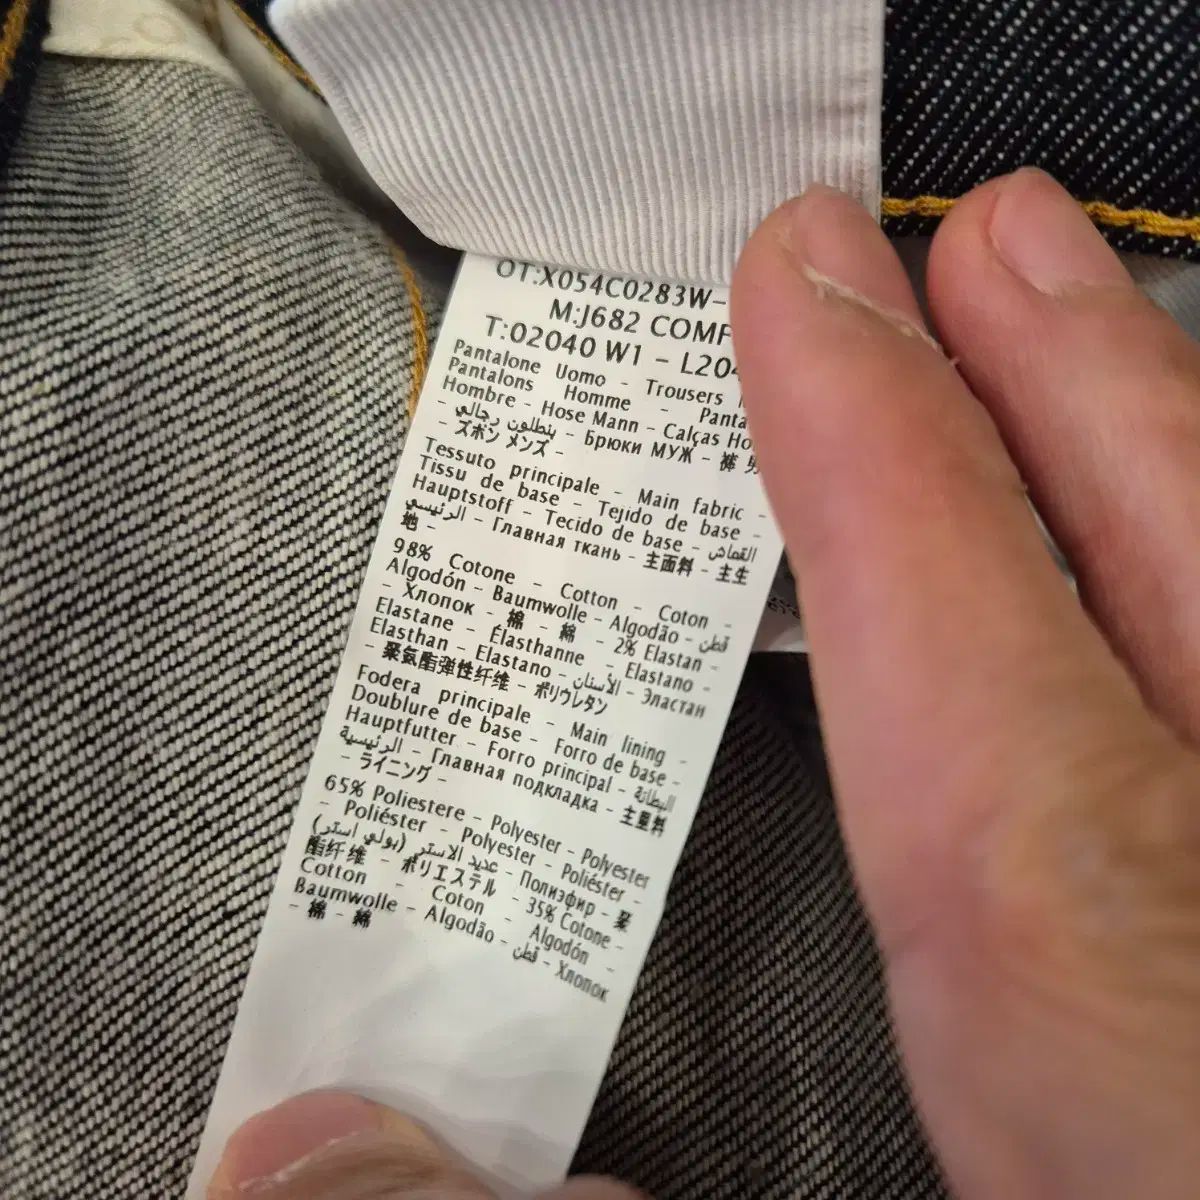 OT:X054C0283W-
M:J682 COMF
T:02040 W1 - L204
Pantalone Uomo - Trousers
Pantalons Homme - Panta
Hombre - Hose Mann - Calças Ho
- بنطلون رجالي - Брюки МУЖ - 褲 男
- ズボン メンズ -
Tessuto principale - Main fabric -
Tissu de base - Tejido de base -
Hauptstoff - Tecido de base - القماش
الرئيسي - Главная ткань - 主面料 - 主生
地 -
98% Cotone - Cotton - Coton -
Algodón - Baumwolle - Algodão - قطن
- Хлопок - 棉 - 綿 - 2% Elastan -
Elastane - Élasthanne - Elastano -
Elasthan - Elastano - الأستان - Эластан
- 聚氨酯弹性纤维 - ポリウレタン
Fodera principale - Main lining -
Doublure de base - Forro de base -
Hauptfutter - Forro principal - البطانة
الرئيسية - Главная подкладка - 主里料
- ライニング -
65% Poliestere - Polyester - Polyester
- Poliéster - Polyester - Poliéster -
عديد الاستر (بولي استر) - Полиэфир - 聚
酯纤维 - ポリエステル - 35% Cotone -
Cotton - Coton - Algodón -
Baumwolle - Algodão - قطن - Хлопок
- 棉 - 綿